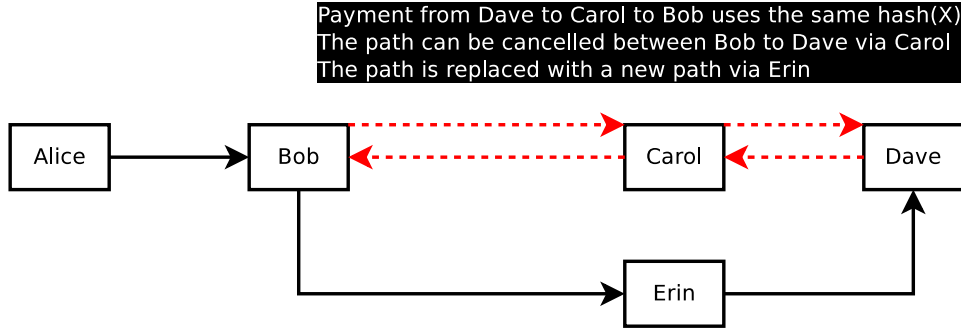 Payment from Dave to Carol to Bob uses the same hash(X)
The path can be cancelled between Bob to Dave via Carol
The path is replaced with a new path via Erin
Alice
Bob
Carol
Dave
Erin